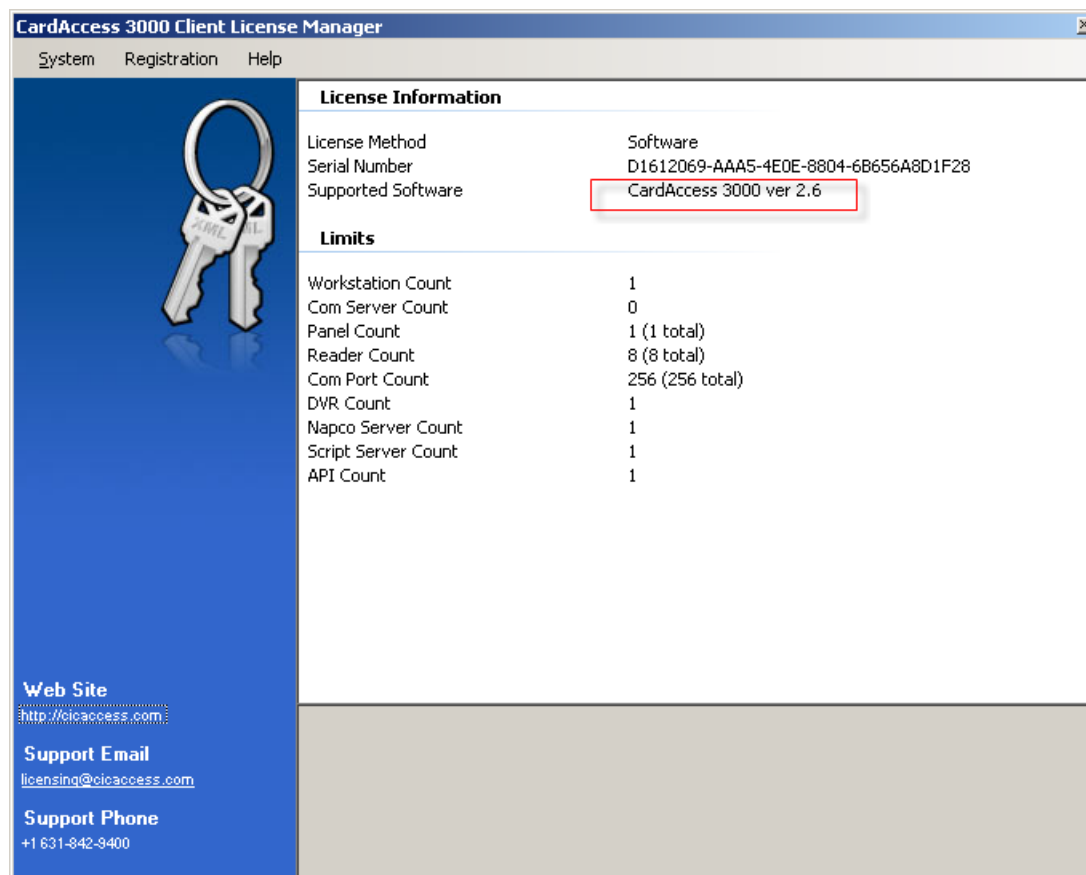 CardAccess 3000 Client License Manager
System Registration Help
License Information
License Method Software
Serial Number D1612069-AAA5-4E0E-8804-6B656A8D1F28
Supported Software CardAccess 3000 ver 2.6
Limits
Workstation Count 1
Com Server Count 0
Panel Count 1 (1 total)
Reader Count 8 (8 total)
Com Port Count 256 (256 total)
DVR Count 1
Napco Server Count 1
Script Server Count 1
API Count 1
XML
Web Site
http://cicaccess.com
Support Email
licensing@cicaccess.com
Support Phone
+1 631-842-9400